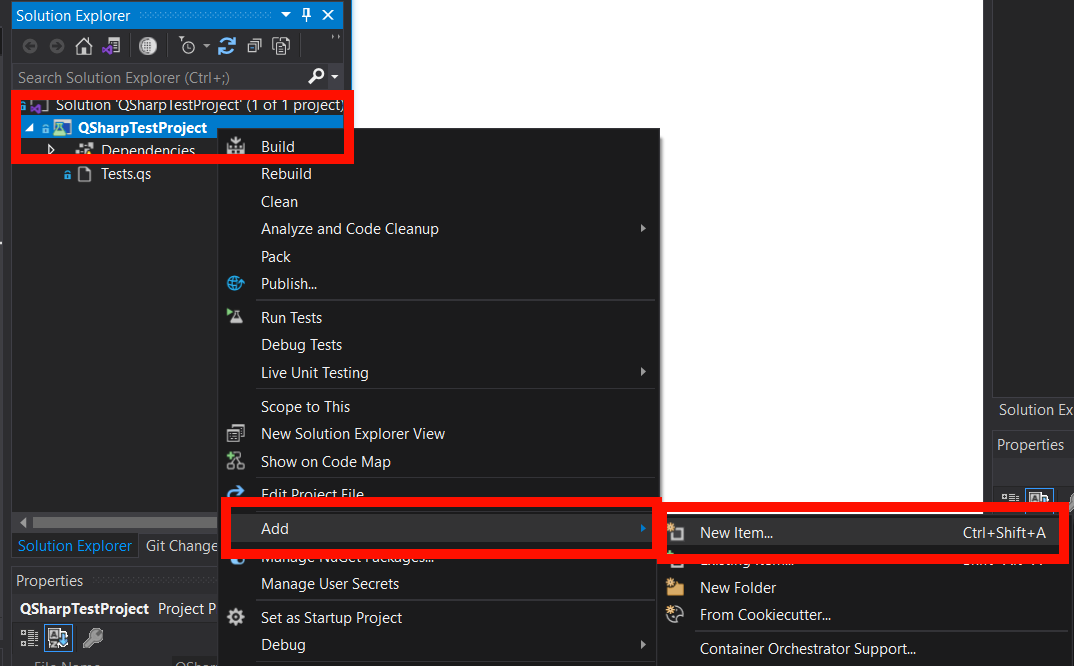 Solution Explorer
Search Solution Explorer (Ctrl+;)
Solution 'QSharpTestProject' (1 of 1 project)
QSharpTestProject
Dependencies
Tests.qs
Build
Rebuild
Clean
Analyze and Code Cleanup
Pack
Publish...
Run Tests
Debug Tests
Live Unit Testing
Scope to This
New Solution Explorer View
Show on Code Map
Edit Project File
Add
Manage NuGet Packages...
Manage User Secrets
Set as Startup Project
Debug
New Item... Ctrl+Shift+A
Existing Item...
New Folder
From Cookiecutter...
Container Orchestrator Support...
Solution Explorer Git Change
Properties
QSharpTestProject Project P
File Name QShar
Solution Ex
Properties